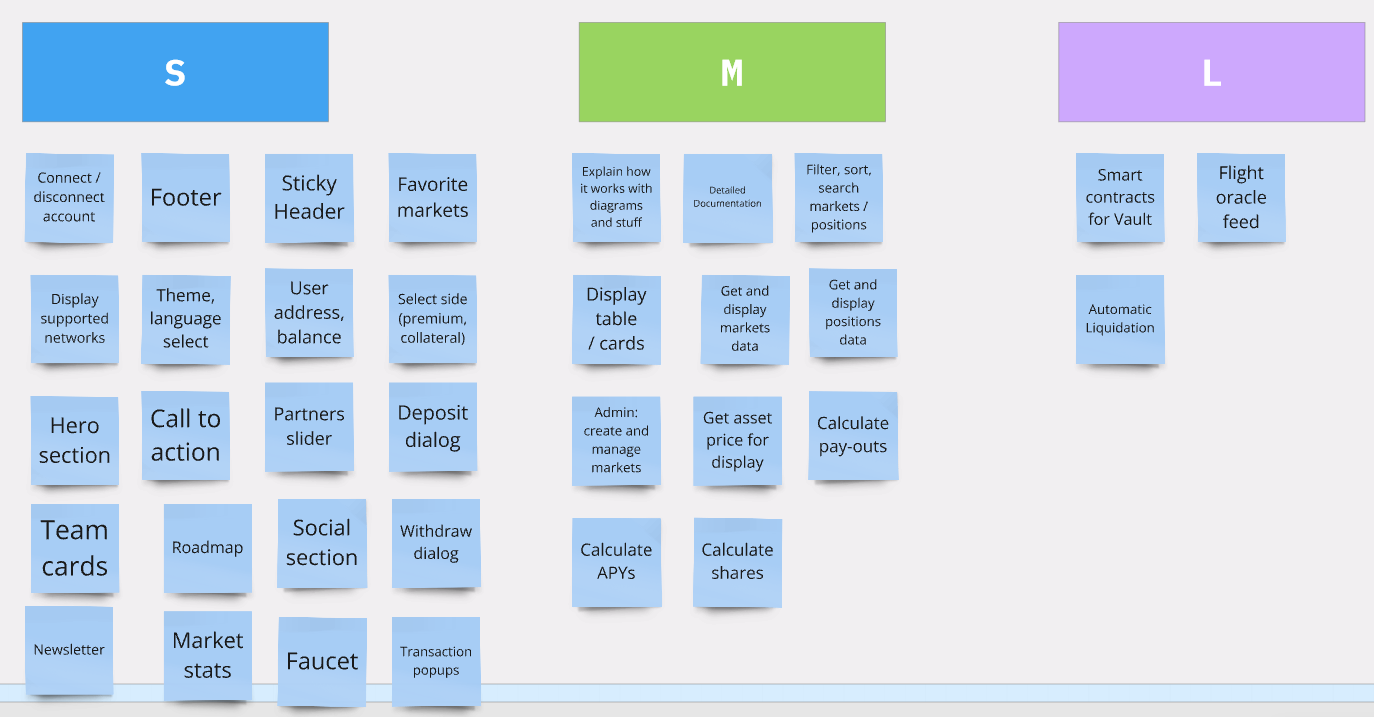 S
M
L
Connect /
disconnect
account
Footer
Sticky
Header
Favorite
markets
Display
supported
networks
Theme,
language
select
User
address,
balance
Select side
(premium,
collateral)
Hero
section
Call to
action
Partners
slider
Deposit
dialog
Team
cards
Roadmap
Social
section
Withdraw
dialog
Newsletter
Market
stats
Faucet
Transaction
popups
Explain how
it works with
diagrams
and stuff
Detailed
Documentation
Filter, sort,
search
markets /
positions
Display
table
/ cards
Get and
display
markets
data
Get and
display
positions
data
Admin:
create and
manage
markets
Get asset
price for
display
Calculate
pay-outs
Calculate
APYs
Calculate
shares
Smart
contracts
for Vault
Flight
oracle
feed
Automatic
Liquidation